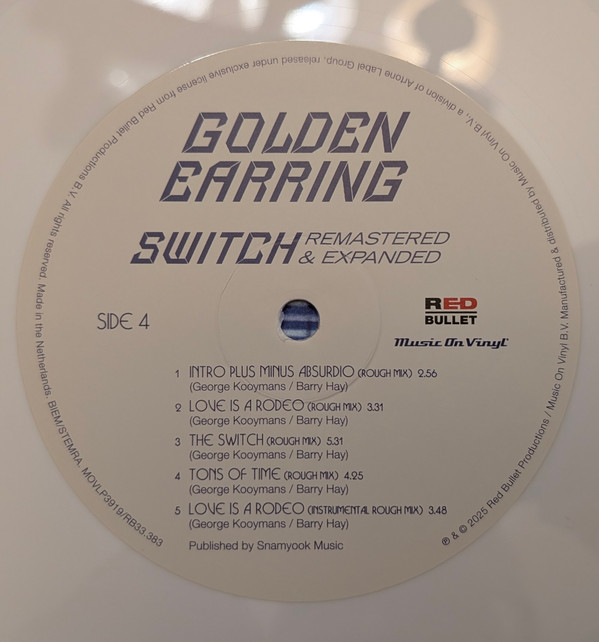 GOLDEN
EARRING
SWITCH REMASTERED
& EXPANDED
SIDE 4
RED
BULLET
Music On Vinyl
1 INTRO PLUS MINUS ABSURDIO (ROUGH MIX) 2.56
(George Kooymans / Barry Hay)
2 LOVE IS A RODEO (ROUGH MIX) 3.31
(George Kooymans / Barry Hay)
3 THE SWITCH (ROUGH MIX) 5.31
(George Kooymans / Barry Hay)
4 TONS OF TIME (ROUGH MIX) 4.25
(George Kooymans / Barry Hay)
5 LOVE IS A RODEO (INSTRUMENTAL ROUGH MIX) 3.48
(George Kooymans / Barry Hay)
Published by Snamyook Music
℗ & © 2025 Red Bullet Productions / Music On Vinyl B.V. Manufactured & distributed by Music On Vinyl B.V., a division of Artone Label Group, released under exclusive license from Red Bullet Productions B.V. All rights reserved. Made in the Netherlands. BIEM/STEMRA. MOVLP3919/RB33.383